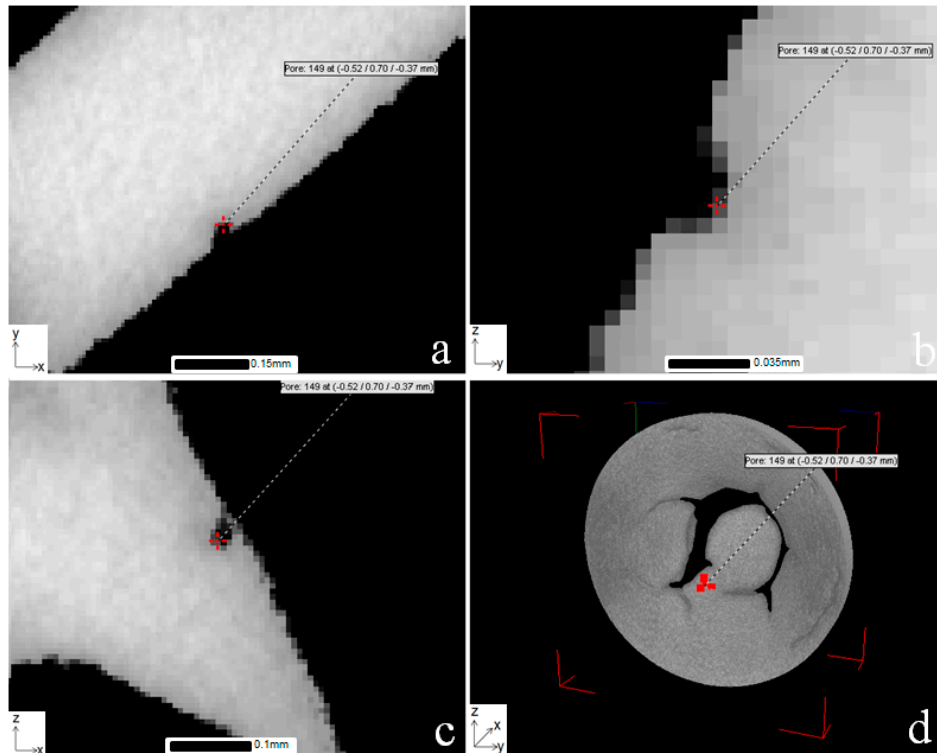 Pore: 149 at (-0.52 / 0.70 / -0.37 mm)
y
x
0.15mm
a
Pore: 149 at (-0.52 / 0.70 / -0.37 mm)
z
y
0.035mm
b
Pore: 149 at (-0.52 / 0.70 / -0.37 mm)
z
x
0.1mm
c
Pore: 149 at (-0.52 / 0.70 / -0.37 mm)
z
x
y
d